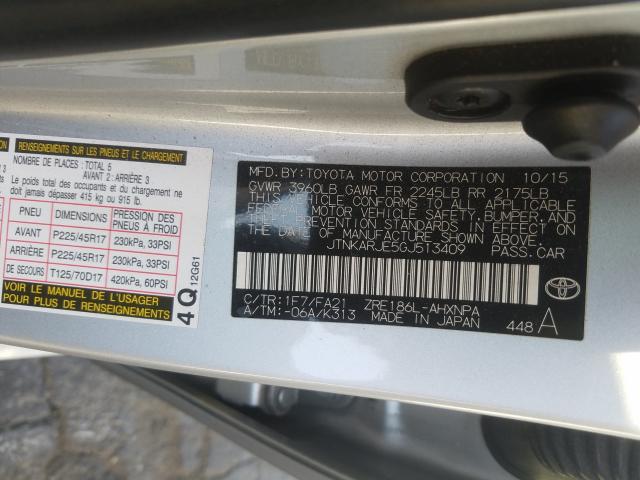 RENSEIGNEMENTS SUR LES PNEUS ET LE CHARGEMENT
NOMBRE DE PLACES: TOTAL 5
AVANT 2: ARRIÈRE 3
Le poids total des occupants et du chargement ne
doit jamais dépasser 415 kg ou 915 lb.
PNEU DIMENSIONS PRESSION DES PNEUS À FROID
AVANT P225/45R17 230kPa, 33PSI
ARRIÈRE P225/45R17 230kPa, 33PSI
DE SECOURS T125/70D17 420kPa, 60PSI
VOIR LE MANUEL DE L'USAGER
POUR PLUS DE RENSEIGNEMENTS
4Q 12G61
MFD. BY: TOYOTA MOTOR CORPORATION 10/15
GVWR 3960LB GAWR FR 2245LB RR 2175LB
THIS VEHICLE CONFORMS TO ALL APPLICABLE
FEDERAL MOTOR VEHICLE SAFETY, BUMPER, AND
THEFT PREVENTION STANDARDS IN EFFECT ON
THE DATE OF MANUFACTURE SHOWN ABOVE.
JTNKARJE5GJ513409 PASS.CAR
C/TR: 1F7/FA21 ZRE186L-AHXNPA
A/TM: -06A/K313 MADE IN JAPAN 448 A
TOYOTA